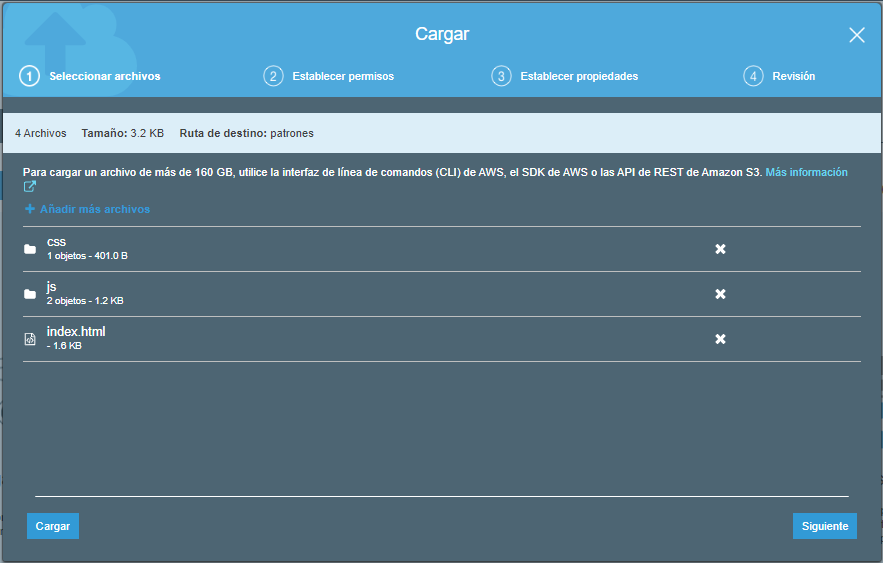 Cargar
1 Seleccionar archivos
2 Establecer permisos
3 Establecer propiedades
4 Revisión
4 Archivos Tamaño: 3.2 KB Ruta de destino: patrones
Para cargar un archivo de más de 160 GB, utilice la interfaz de línea de comandos (CLI) de AWS, el SDK de AWS o las API de REST de Amazon S3. Más información
Añadir más archivos
css
1 objetos - 401.0 B
js
2 objetos - 1.2 KB
index.html
- 1.6 KB
Cargar
Siguiente